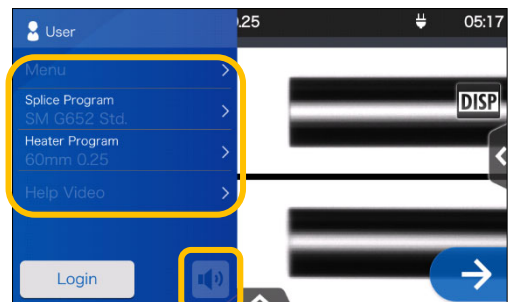 User
.25
05:17
Menu
Splice Program
SM G652 Std.
Heater Program
60mm 0.25
Help Video
Login
DISP